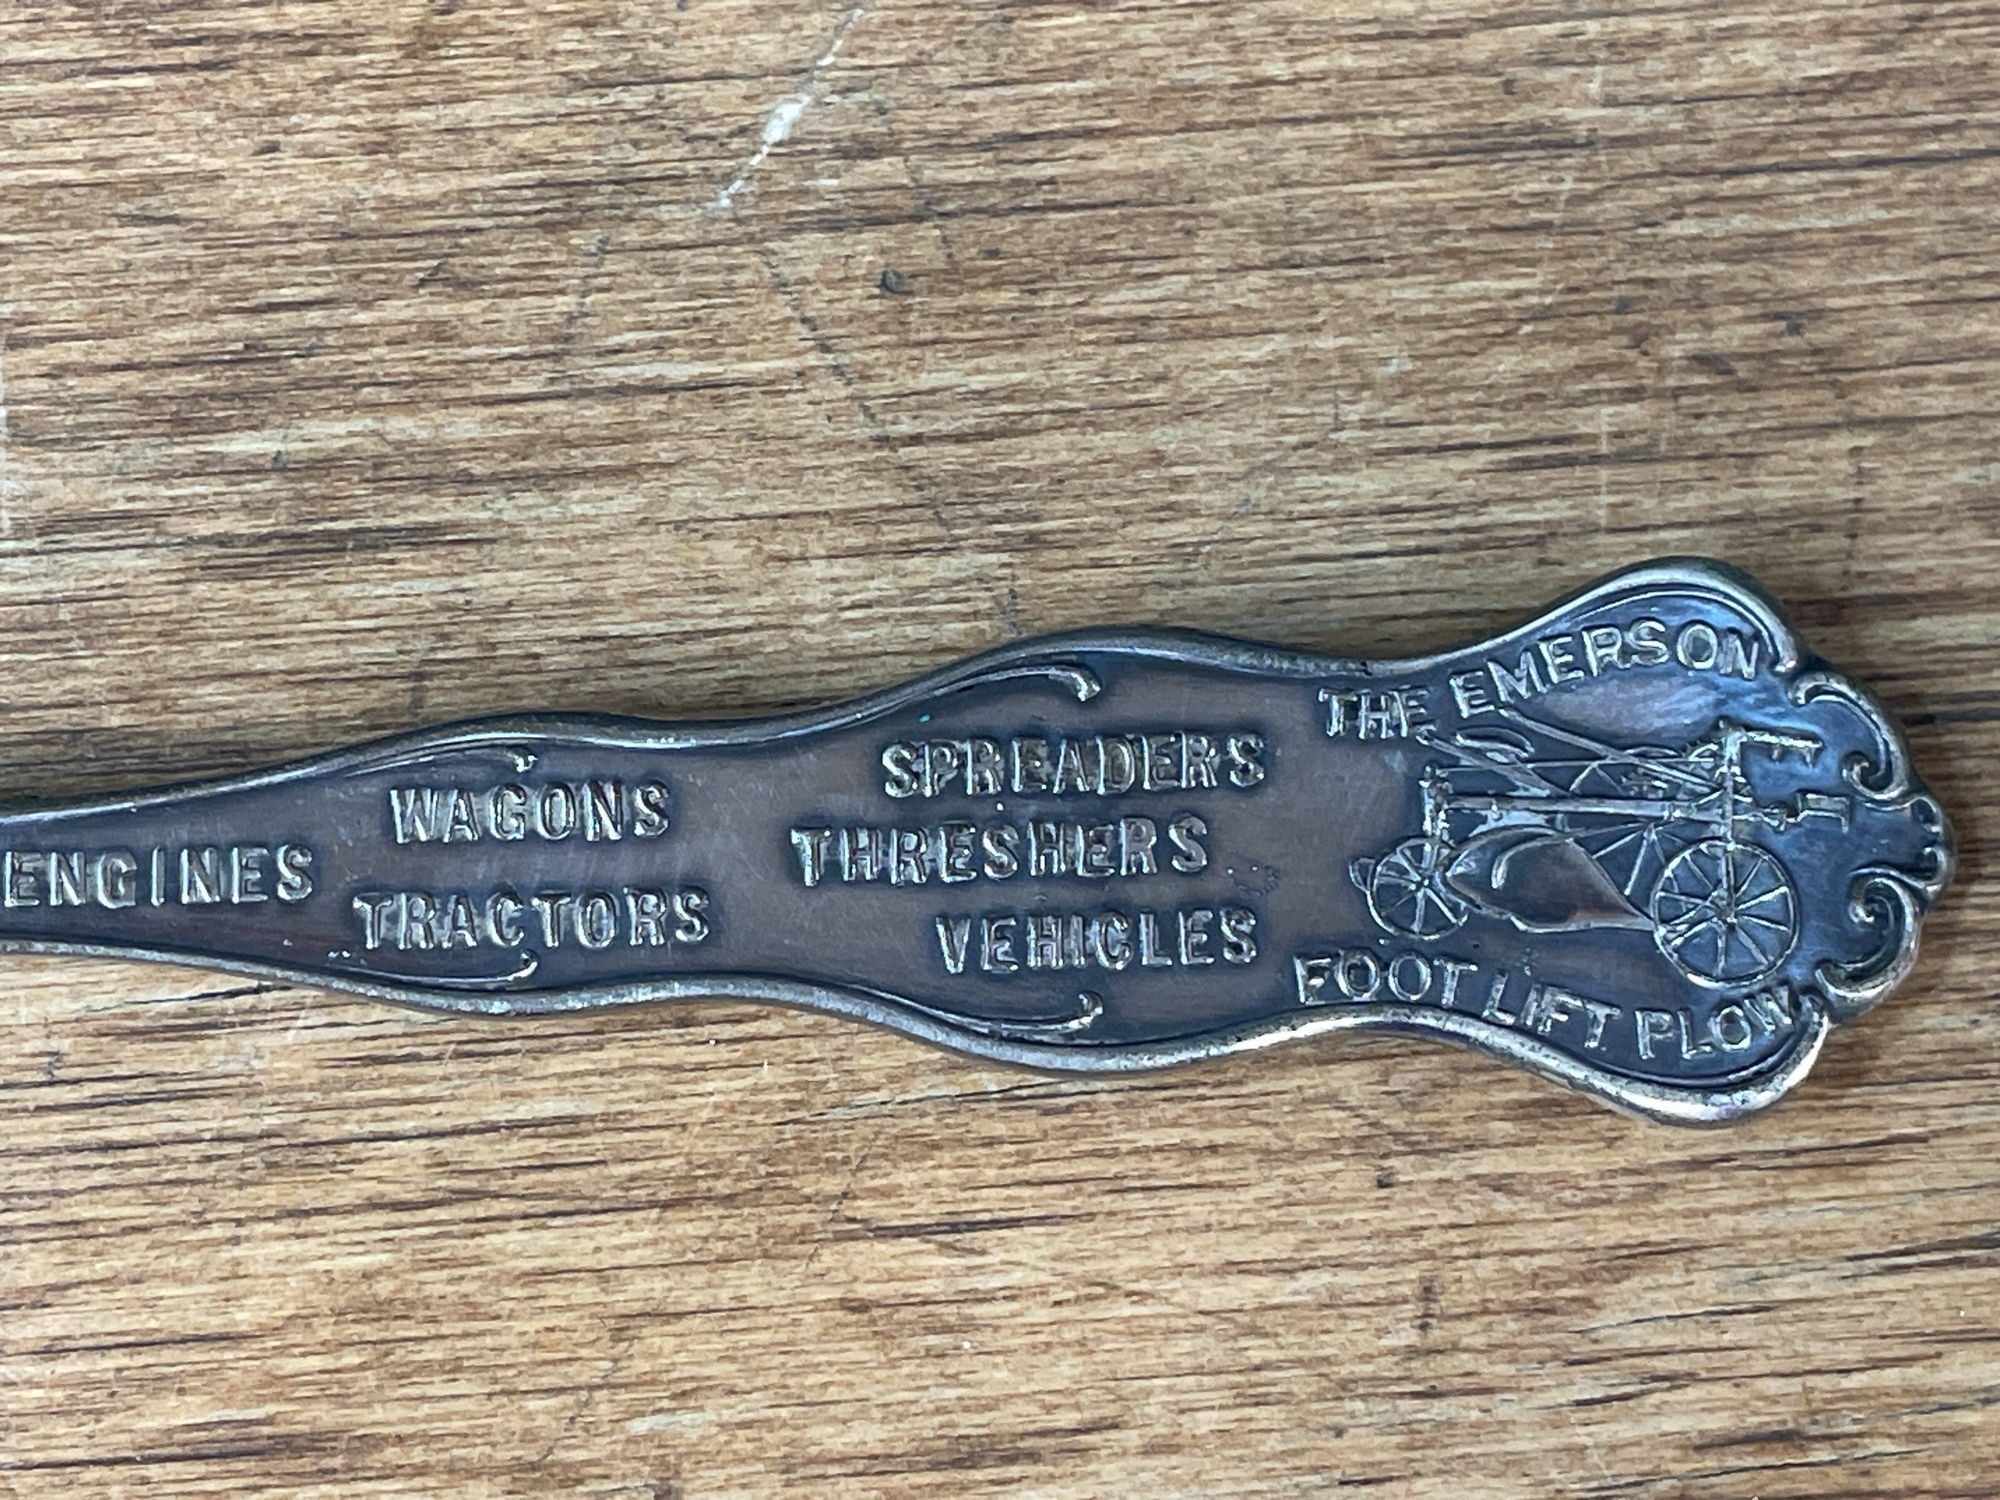 ENGINES
WAGONS
TRACTORS
SPREADERS
THRESHERS
VEHICLES
THE EMERSON
FOOT LIFT PLOW